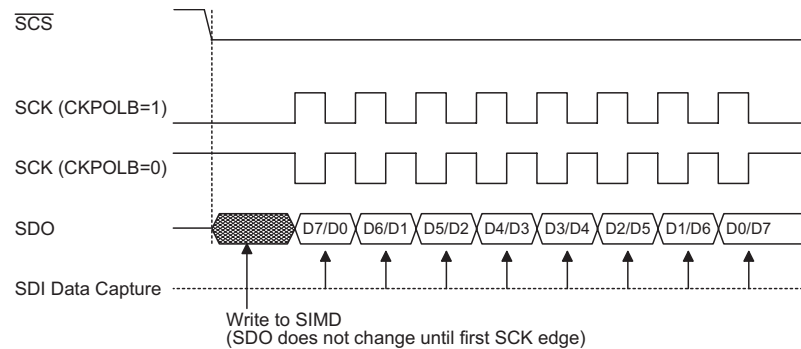 SCS
SCK (CKPOLB=1)
SCK (CKPOLB=0)
SDO D7/D0 D6/D1 D5/D2 D4/D3 D3/D4 D2/D5 D1/D6 D0/D7
SDI Data Capture
Write to SIMD
(SDO does not change until first SCK edge)